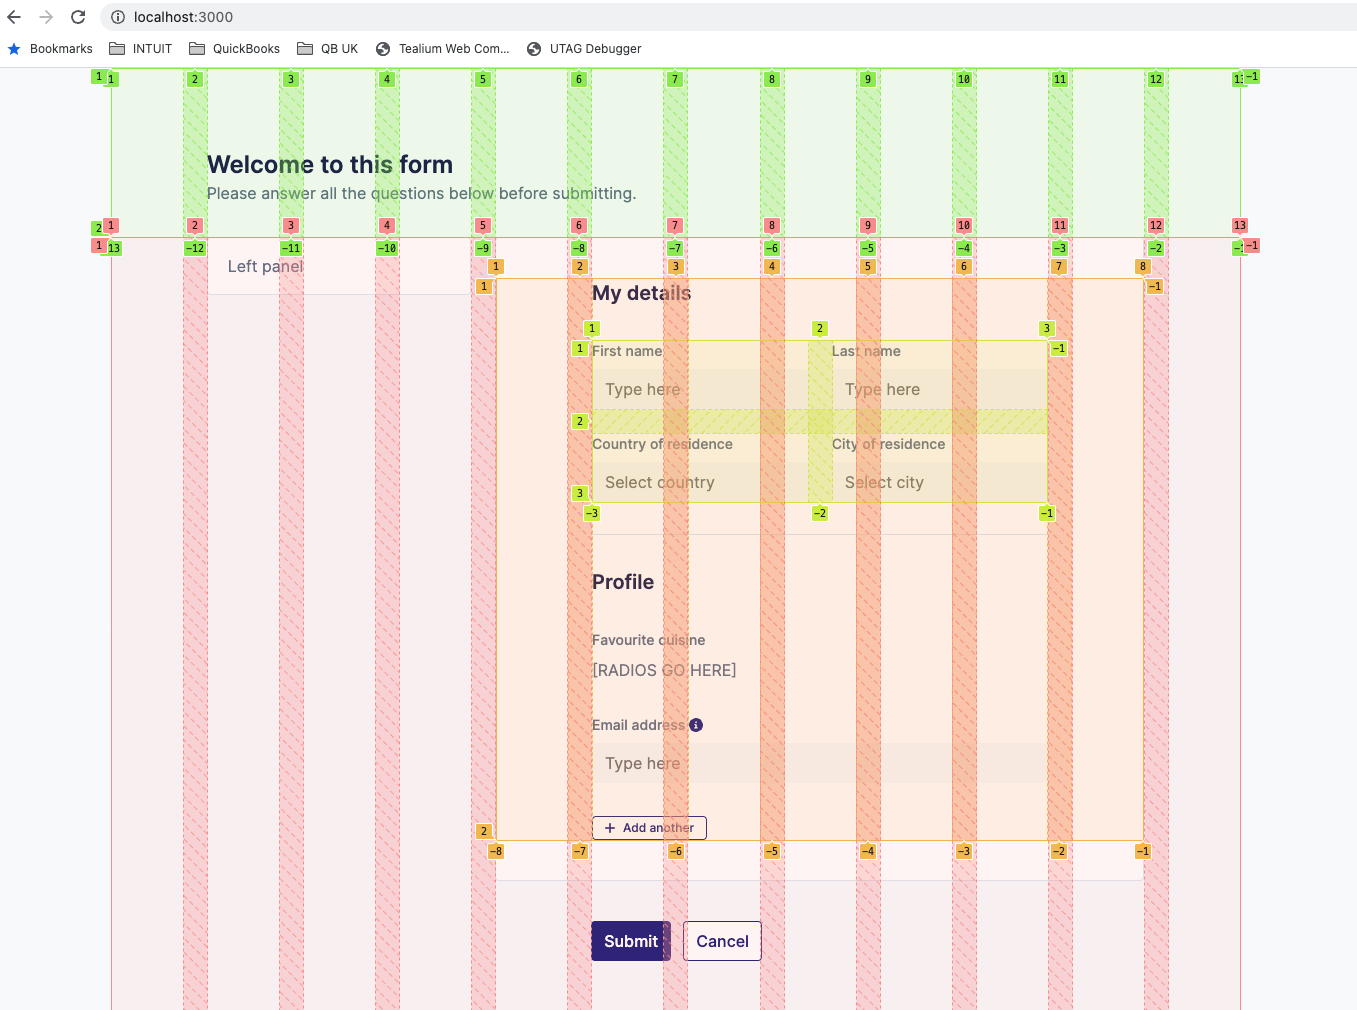 localhost:3000
Bookmarks INTUIT QuickBooks QB UK Tealium Web Com... UTAG Debugger
1 1 2 3 4 5 6 7 8 9 10 11 12 13 -1
Welcome to this form
Please answer all the questions below before submitting.
2 1 2 3 4 5 6 7 8 9 10 11 12 13
1 13 -12 -11 -10 -9 -8 -7 -6 -5 -4 -3 -2 -1 -1
Left panel 1 2 3 4 5 6 7 8
1 My details -1
1 2 3
1 First name Last name -1
Type here Type here
2
Country of residence City of residence
Select country Select city
3
-3 -2 -1
Profile
Favourite cuisine
[RADIOS GO HERE]
Email address i
Type here
2 + Add another
-8 -7 -6 -5 -4 -3 -2 -1
Submit Cancel